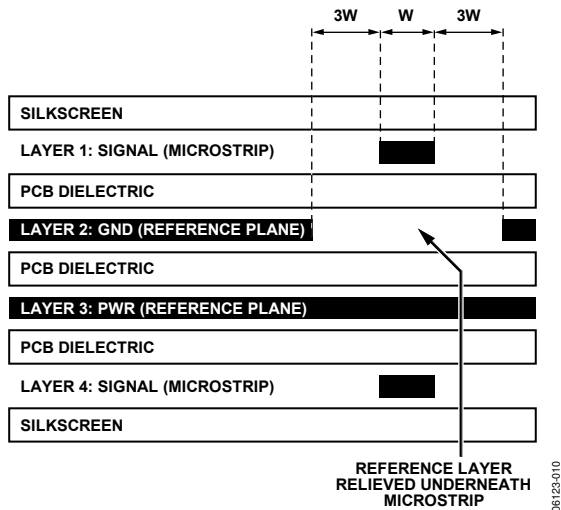 3W W 3W
SILKSCREEN
LAYER 1: SIGNAL (MICROSTRIP)
PCB DIELECTRIC
LAYER 2: GND (REFERENCE PLANE)
PCB DIELECTRIC
LAYER 3: PWR (REFERENCE PLANE)
PCB DIELECTRIC
LAYER 4: SIGNAL (MICROSTRIP)
SILKSCREEN
REFERENCE LAYER
RELIEVED UNDERNEATH
MICROSTRIP
06123-010